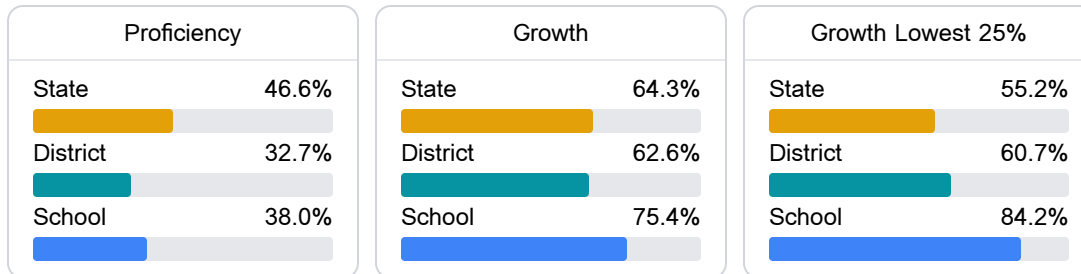 Proficiency
State 46.6%
District 32.7%
School 38.0%
Growth
State 64.3%
District 62.6%
School 75.4%
Growth Lowest 25%
State 55.2%
District 60.7%
School 84.2%